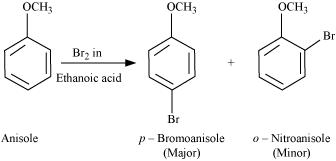 OCH₃
OCH₃
OCH₃
Br
Br₂ in
Ethanoic acid
+
Br
Anisole
p – Bromoanisole
(Major)
o – Nitroanisole
(Minor)